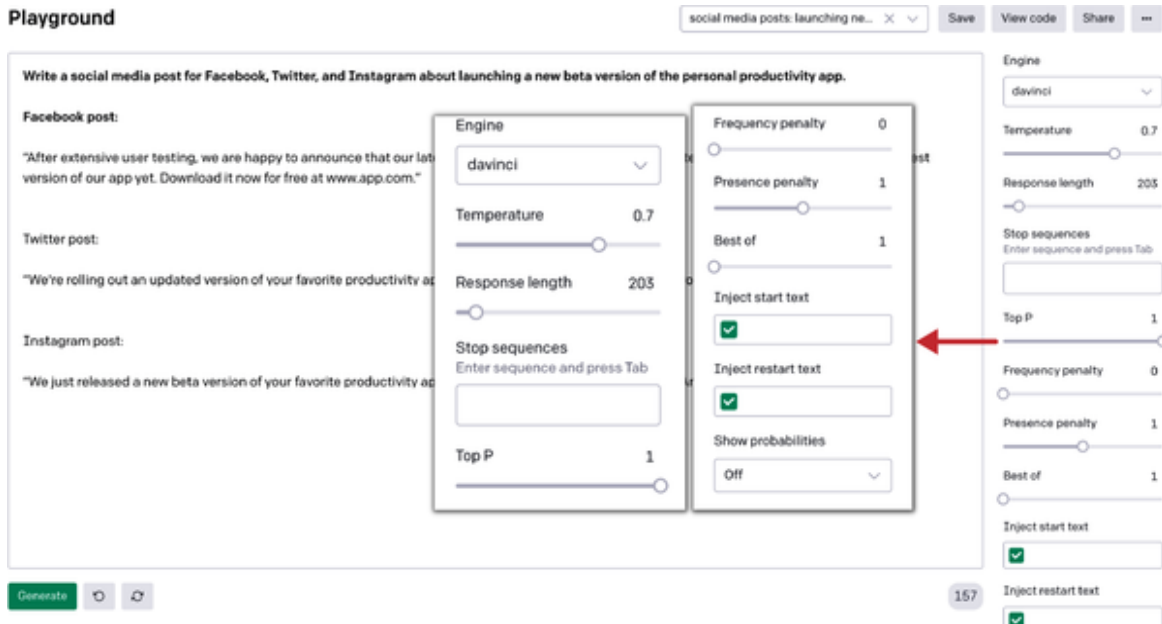 Playground
social media posts: launching ne...
Save
View code
Share
Write a social media post for Facebook, Twitter, and Instagram about launching a new beta version of the personal productivity app.
Facebook post:
"After extensive user testing, we are happy to announce that our
version of our app yet. Download it now for free at www.app.com."
Twitter post:
"We're rolling out an updated version of your favorite productivity
Instagram post:
"We just released a new beta version of your favorite productivity
Engine
davinci
Temperature 0.7
Response length 203
Stop sequences
Enter sequence and press Tab
Top P 1
Frequency penalty 0
Presence penalty 1
Best of 1
Inject start text
Inject restart text
Show probabilities
Off
Engine
davinci
Temperature 0.7
Response length 203
Stop sequences
Enter sequence and press Tab
Top P 1
Frequency penalty 0
Presence penalty 1
Best of 1
Inject start text
Inject restart text
Generate
157